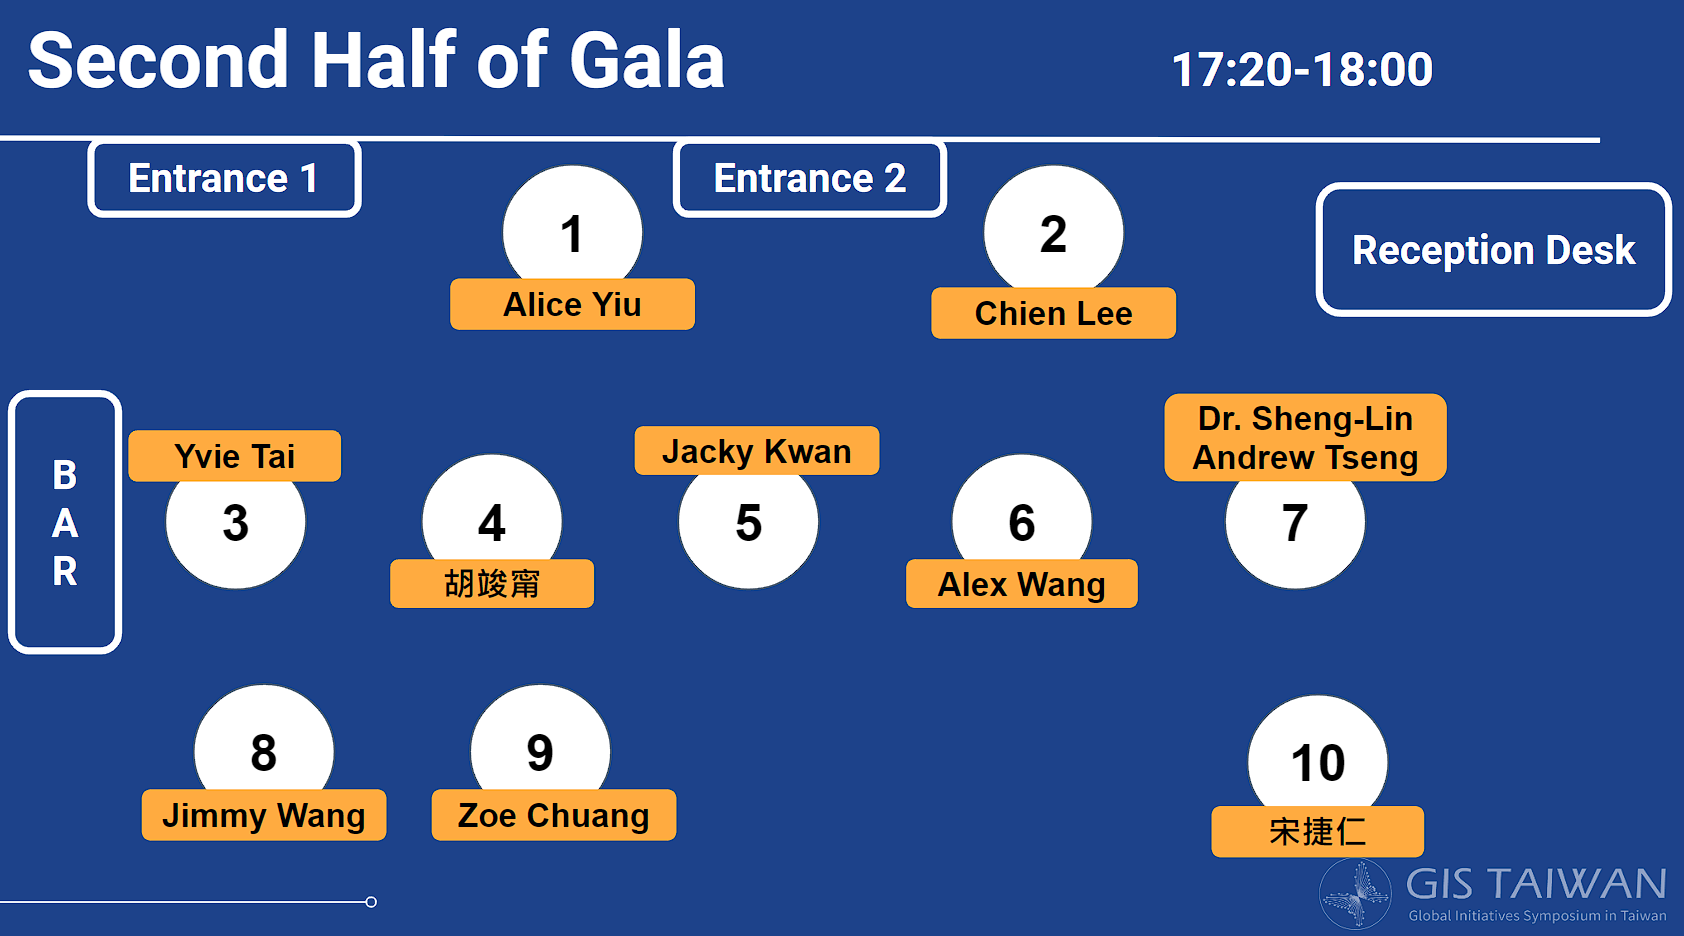 Second Half of Gala
17:20-18:00
Entrance 1
Entrance 2
1
Alice Yiu
2
Chien Lee
Reception Desk
B
A
R
Yvie Tai
3
4
胡竣甯
Jacky Kwan
5
6
Alex Wang
Dr. Sheng-Lin
Andrew Tseng
7
8
Jimmy Wang
9
Zoe Chuang
10
宋捷仁
GIS TAIWAN
Global Initiatives Symposium in Taiwan